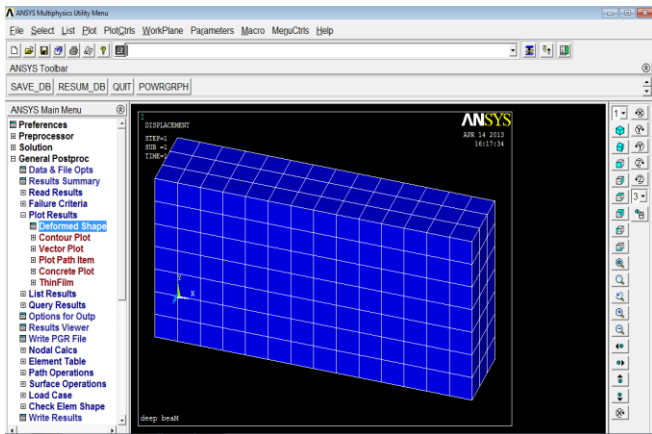 ANSYS Multiphysics Utility Menu
File Select List Plot PlotCtrls WorkPlane Parameters Macro MenuCtrls Help
ANSYS Toolbar
SAVE_DB RESUM_DB QUIT POWRGRPH
ANSYS Main Menu
Preferences
Preprocessor
Solution
General Postproc
Data & File Opts
Results Summary
Read Results
Failure Criteria
Plot Results
Deformed Shape
Contour Plot
Vector Plot
Plot Path Item
Concrete Plot
ThinFilm
List Results
Query Results
Options for Outp
Results Viewer
Write PGR File
Nodal Calcs
Element Table
Path Operations
Surface Operations
Load Case
Check Elem Shape
Write Results
1
DISPLACEMENT
STEP=1
SUB =1
TIME=1
ANSYS
APR 14 2013
16:17:34
Y
X
deep beaM
1
3